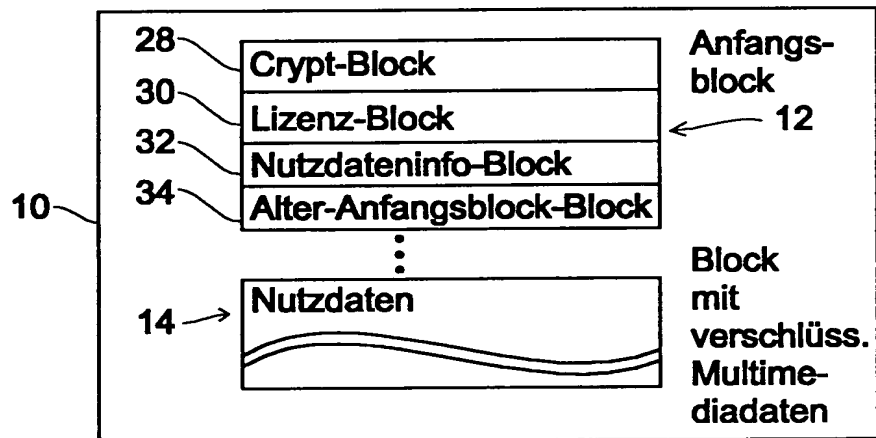 28
Crypt-Block
Anfangs-
block
30
Lizenz-Block
12
32
Nutzdateninfo-Block
10
34
Alter-Anfangsblock-Block
14
Nutzdaten
Block
mit
verschlüss.
Multime-
diadaten